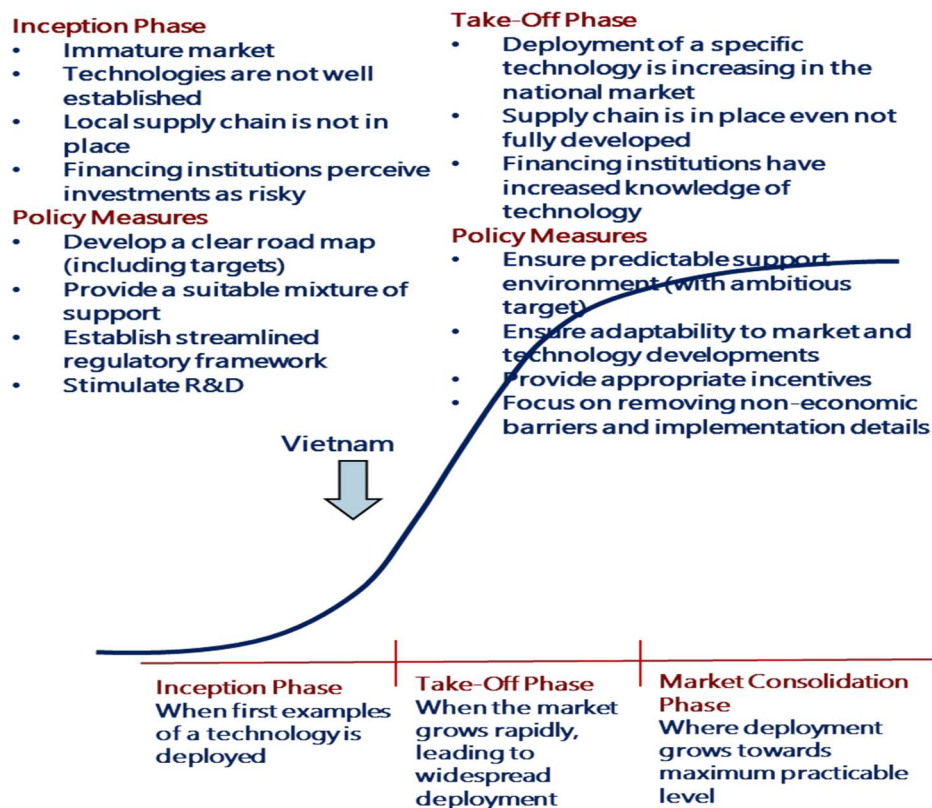 Inception Phase
• Immature market
• Technologies are not well
established
• Local supply chain is not in
place
• Financing institutions perceive
investments as risky
Policy Measures
• Develop a clear road map
(including targets)
• Provide a suitable mixture of
support
• Establish streamlined
regulatory framework
• Stimulate R&D
Take-Off Phase
• Deployment of a specific
technology is increasing in the
national market
• Supply chain is in place even not
fully developed
• Financing institutions have
increased knowledge of
technology
Policy Measures
• Ensure predictable support
environment (with ambitious
target)
• Ensure adaptability to market and
technology developments
• Provide appropriate incentives
• Focus on removing non-economic
barriers and implementation details
Vietnam
Inception Phase
When first examples
of a technology is
deployed
Take-Off Phase
When the market
grows rapidly,
leading to
widespread
deployment
Market Consolidation
Phase
Where deployment
grows towards
maximum practicable
level